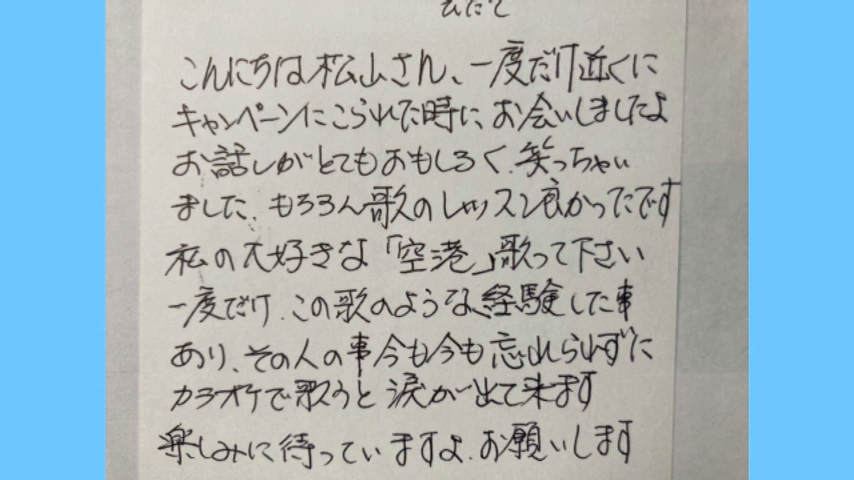 こんにちは松山さん、一度だけ近くに
キャンペーンにこられた時に、お会いしましたよ
お話しがとてもおもしろく、笑っちゃい
ました、もろろん歌のレッスン良かったです
私の大好きな「空港」歌って下さい
一度だけ、この歌のような経験した事
あり、その人の事今も今も忘れられずに
カラオケで歌うと涙が出て来ます
楽しみに待っていますよ、お願いします